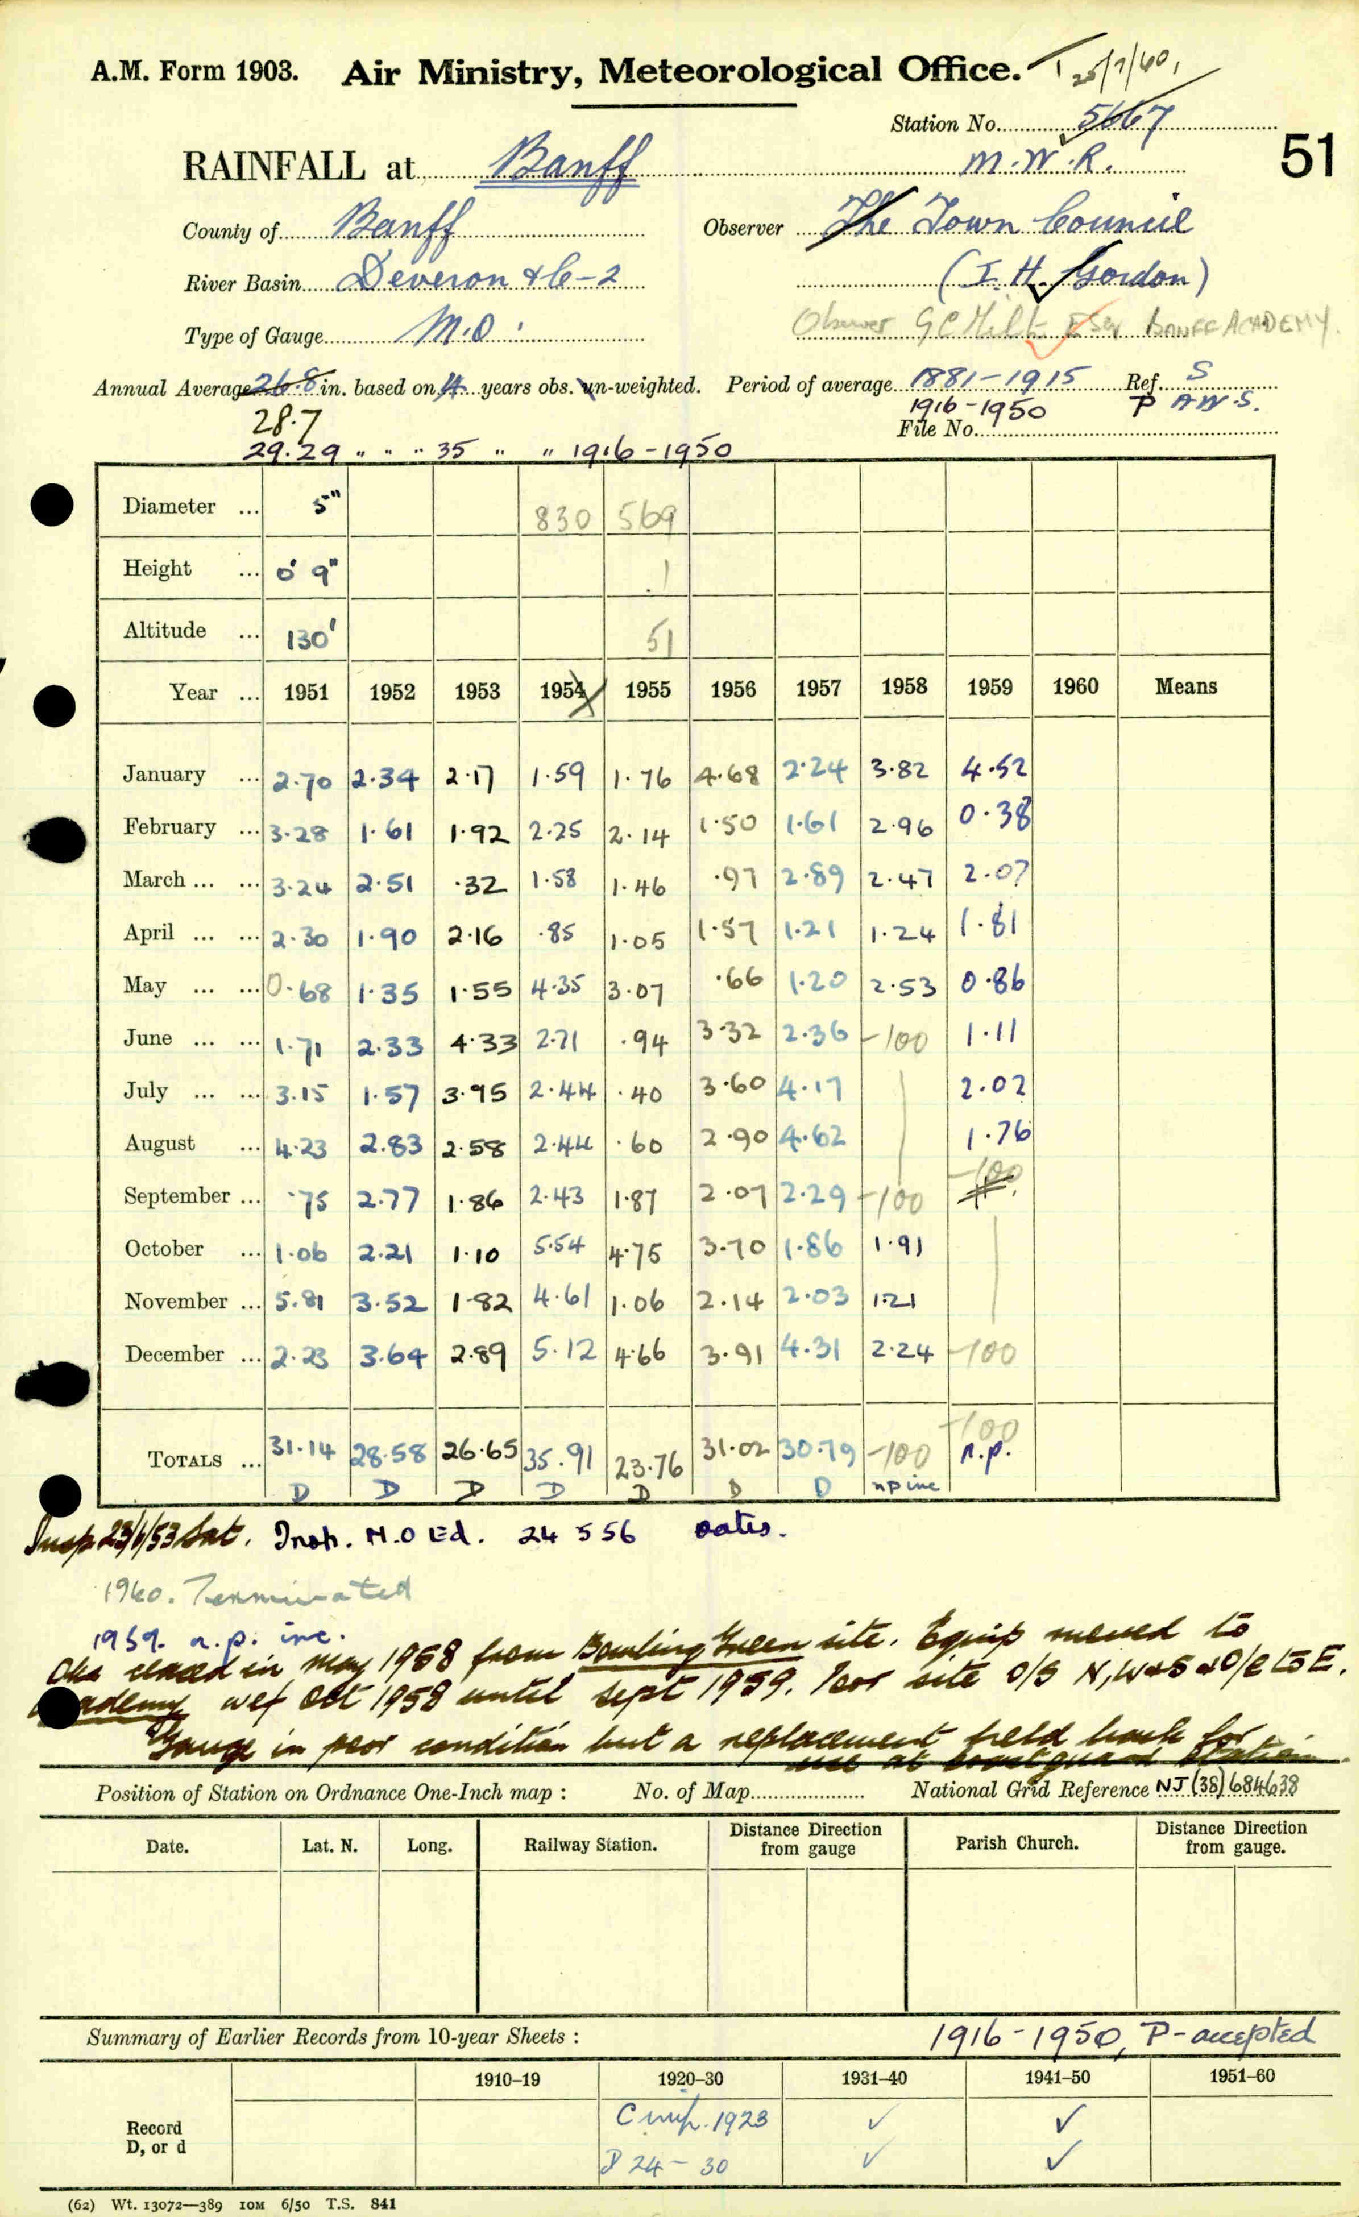 A.M. Form 1903. Air Ministry, Meteorological Office. 25/7/60,
Station No. 5667
51
RAINFALL at Banff M.W.R.
County of Banff Observer The Town Council
River Basin Deveron & C-2 (I. H. Gordon)
Type of Gauge M.O. Observer G C Milt Esq BANFF ACADEMY.
Annual Average 26.8 in. based on 4 years obs. un-weighted. Period of average 1881-1915 Ref. S
28.7 1916-1950 P A.W.S.
File No.
29.29 " " " 35 " " 1916-1950
Diameter ... 5" 830 569
Height ... 0' 9" 1
Altitude ... 130' 51
Year ... 1951 1952 1953 1954 1955 1956 1957 1958 1959 1960 Means
January ... 2.70 2.34 2.17 1.59 1.76 4.68 2.24 3.82 4.52
February ... 3.28 1.61 1.92 2.25 2.14 1.50 1.61 2.96 0.38
March ... ... 3.24 2.51 .32 1.58 1.46 .97 2.89 2.47 2.07
April ... ... 2.30 1.90 2.16 .85 1.05 1.57 1.21 1.24 1.81
May ... ... 0.68 1.35 1.55 4.35 3.07 .66 1.20 2.53 0.86
June ... ... 1.71 2.33 4.33 2.71 .94 3.32 2.36 -100 1.11
July ... ... 3.15 1.57 3.95 2.44 .40 3.60 4.17 2.02
August ... 4.23 2.83 2.58 2.44 .60 2.90 4.62 1.76
September ... .75 2.77 1.86 2.43 1.87 2.07 2.29 -100 -100
October ... 1.06 2.21 1.10 5.54 4.75 3.70 1.86 1.91
November ... 5.81 3.52 1.82 4.61 1.06 2.14 2.03 1.21
December ... 2.23 3.64 2.89 5.12 4.66 3.91 4.31 2.24 -100
-100
TOTALS ... 31.14 28.58 26.65 35.91 23.76 31.02 30.79 -100 n.p.
D D D D D D D n p inc
Insp 23/1/53 Sat. Insp. M.O Ed. 24 5 56 Satis.
1960. Terminated
1959. n.p. inc.
Obs ceased in may 1958 from Bowling Green site. Equip moved to
Academy wef Oct 1958 until Sept 1959. Poor site O/S N, W & S & O/E to E.
Gauge in poor condition but a replacement held back for
use at coastguard station
Position of Station on Ordnance One-Inch map : No. of Map National Grid Reference NJ (38) 684638
Date. Lat. N. Long. Railway Station. Distance Direction from gauge Parish Church. Distance Direction from gauge.
Summary of Earlier Records from 10-year Sheets : 1916-1950, P-accepted
1910–19 1920–30 1931–40 1941–50 1951–60
Record C imp. 1923 ✓ ✓
D, or d D 24 - 30 ✓ ✓
(62) Wt. 13072—389 10M 6/50 T.S. 841